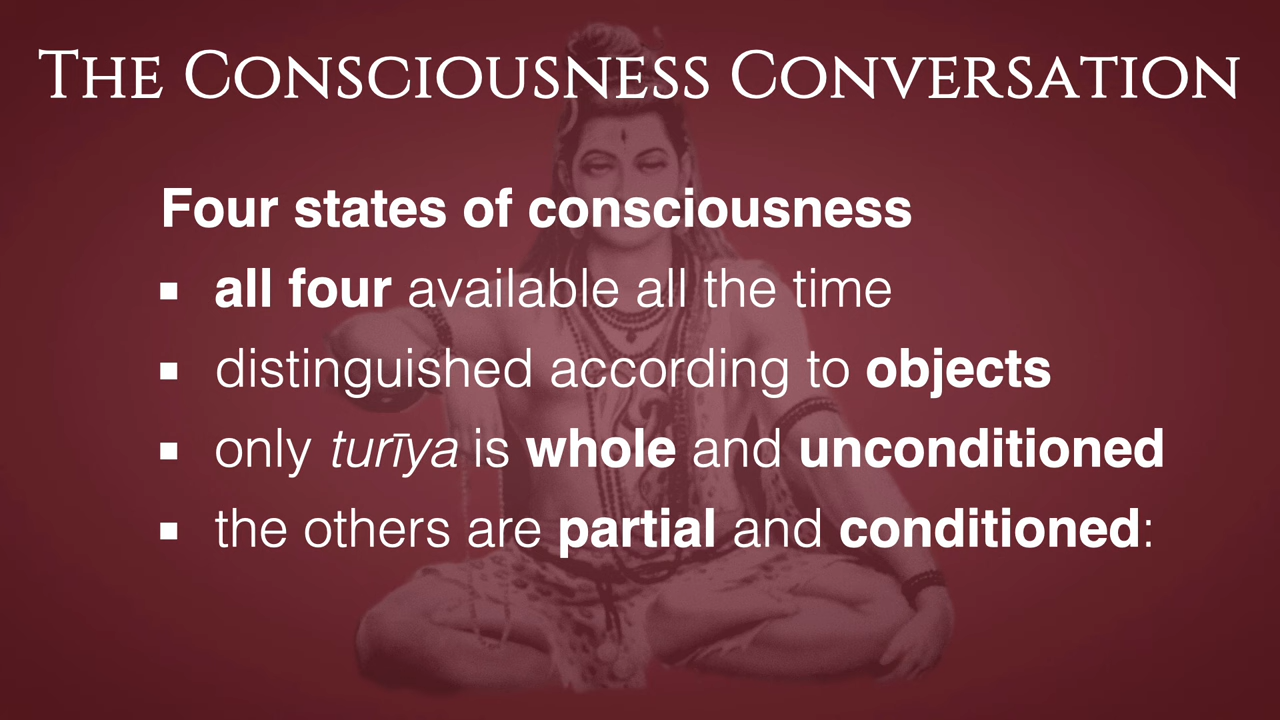 The Consciousness Conversation
Four states of consciousness
▪ all four available all the time
▪ distinguished according to objects
▪ only turīya is whole and unconditioned
▪ the others are partial and conditioned: